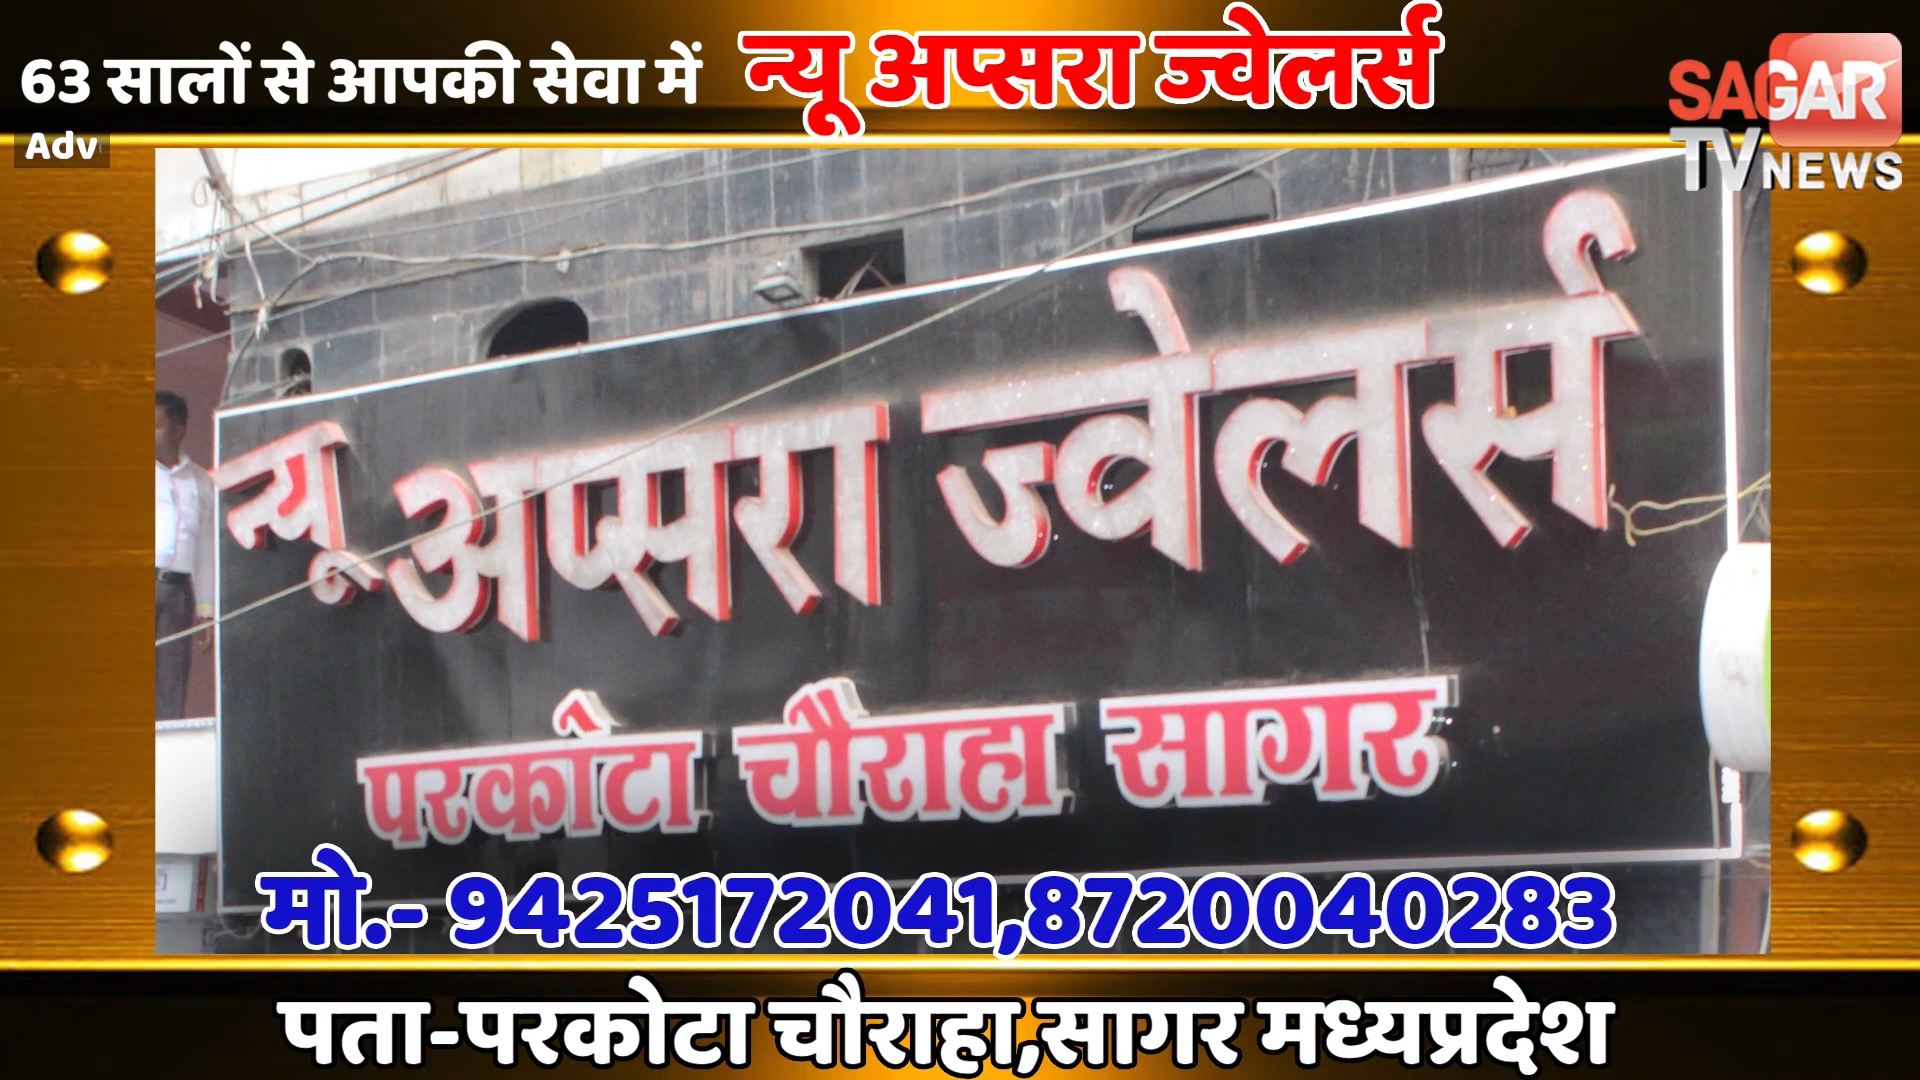 63 सालों से आपकी सेवा में न्यू अप्सरा ज्वेलर्स
SAGAR
TV NEWS
Adv
न्यू अप्सरा ज्वेलर्स
परकोटा चौराहा सागर
मो.- 9425172041,8720040283
पता-परकोटा चौराहा,सागर मध्यप्रदेश